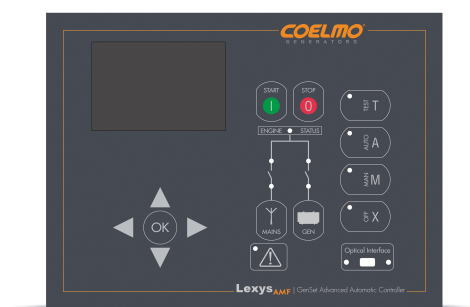 COELMO
GENERATORS
START
STOP
I
0
TEST T
ENGINE STATUS
AUTO A
MAN M
OFF X
OK
MAINS
GEN
Optical Interface
Lexys AMF | GenSet Advanced Automatic Controller